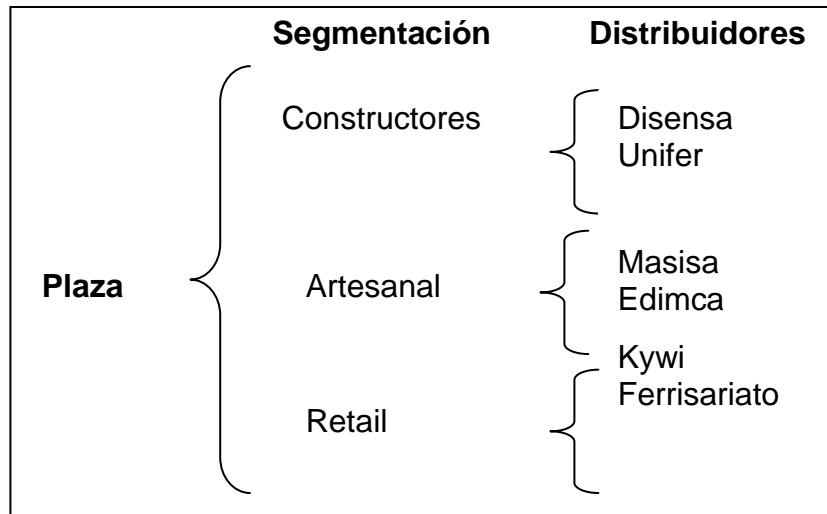 Segmentación Distribuidores
Constructores
Disensa
Unifer
Plaza
Artesanal
Masisa
Edimca
Retail
Kywi
Ferrisariato